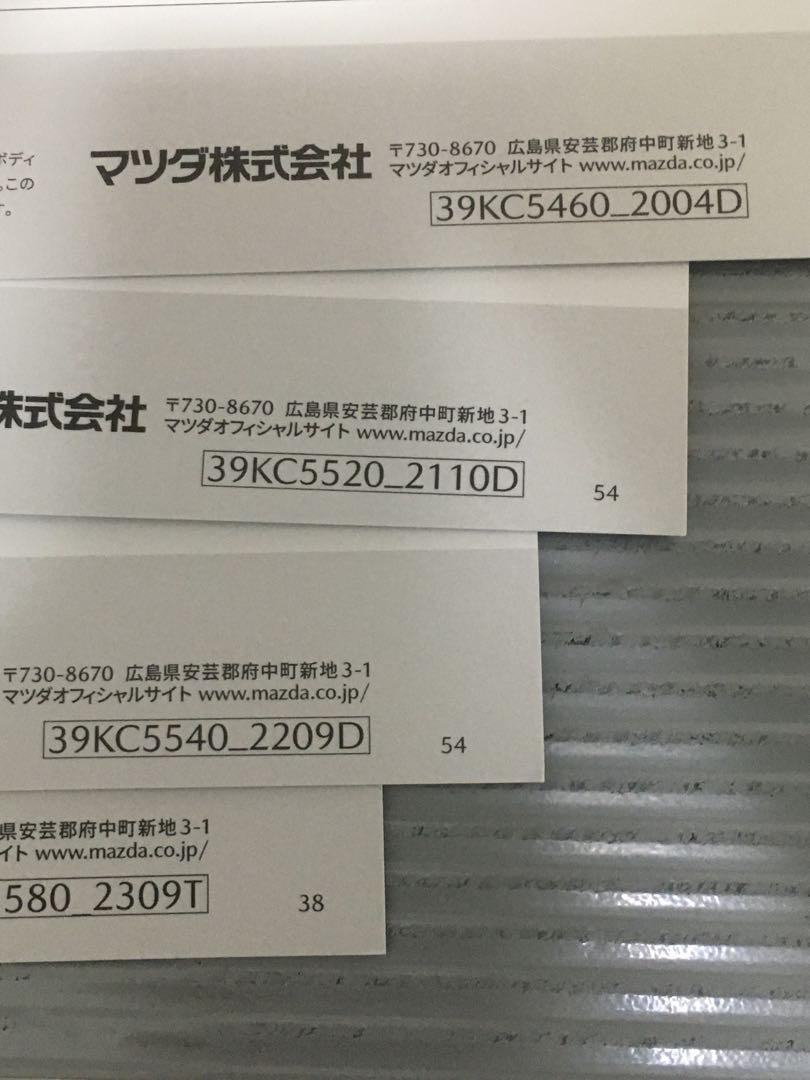 ボディ
。この
す。
マツダ株式会社
〒730-8670 広島県安芸郡府中町新地3-1
マツダオフィシャルサイト www.mazda.co.jp/
39KC5460_2004D
株式会社
〒730-8670 広島県安芸郡府中町新地3-1
マツダオフィシャルサイト www.mazda.co.jp/
39KC5520_2110D
54
〒730-8670 広島県安芸郡府中町新地3-1
マツダオフィシャルサイト www.mazda.co.jp/
39KC5540_2209D
54
県安芸郡府中町新地3-1
イト www.mazda.co.jp/
580_2309T
38